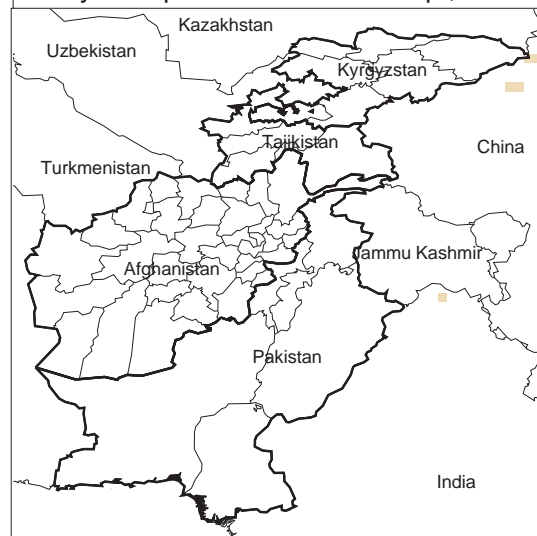 Kazakhstan
Uzbekistan
Kyrgyzstan
Tajikistan
China
Turkmenistan
Jammu Kashmir
Afghanistan
Pakistan
India